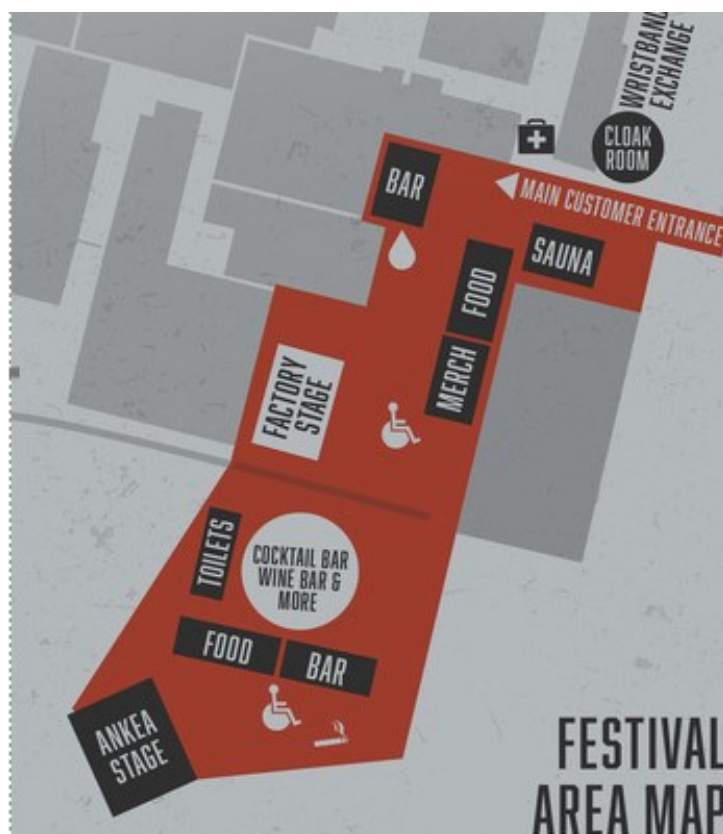 WRISTBAND
EXCHANGE
CLOAK
ROOM
BAR
MAIN CUSTOMER ENTRANCE
SAUNA
FOOD
MERCH
FACTORY
STAGE
TOILETS
COCKTAIL BAR
WINE BAR &
MORE
FOOD
BAR
ANKEA
STAGE
FESTIVAL
AREA MAP